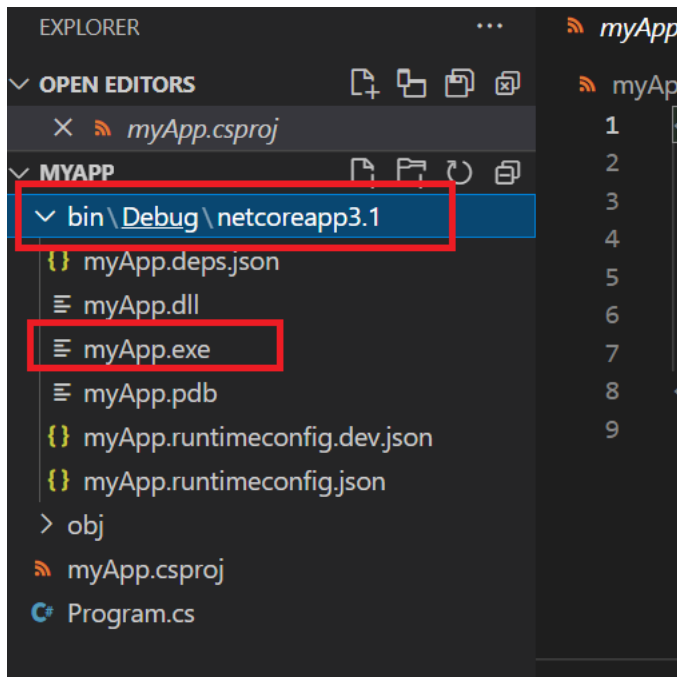 EXPLORER ...
myApp
OPEN EDITORS
myApp.csproj
myAp
MYAPP
bin\Debug\netcoreapp3.1
{} myApp.deps.json
myApp.dll
myApp.exe
myApp.pdb
{} myApp.runtimeconfig.dev.json
{} myApp.runtimeconfig.json
obj
myApp.csproj
C# Program.cs
1
2
3
4
5
6
7
8
9